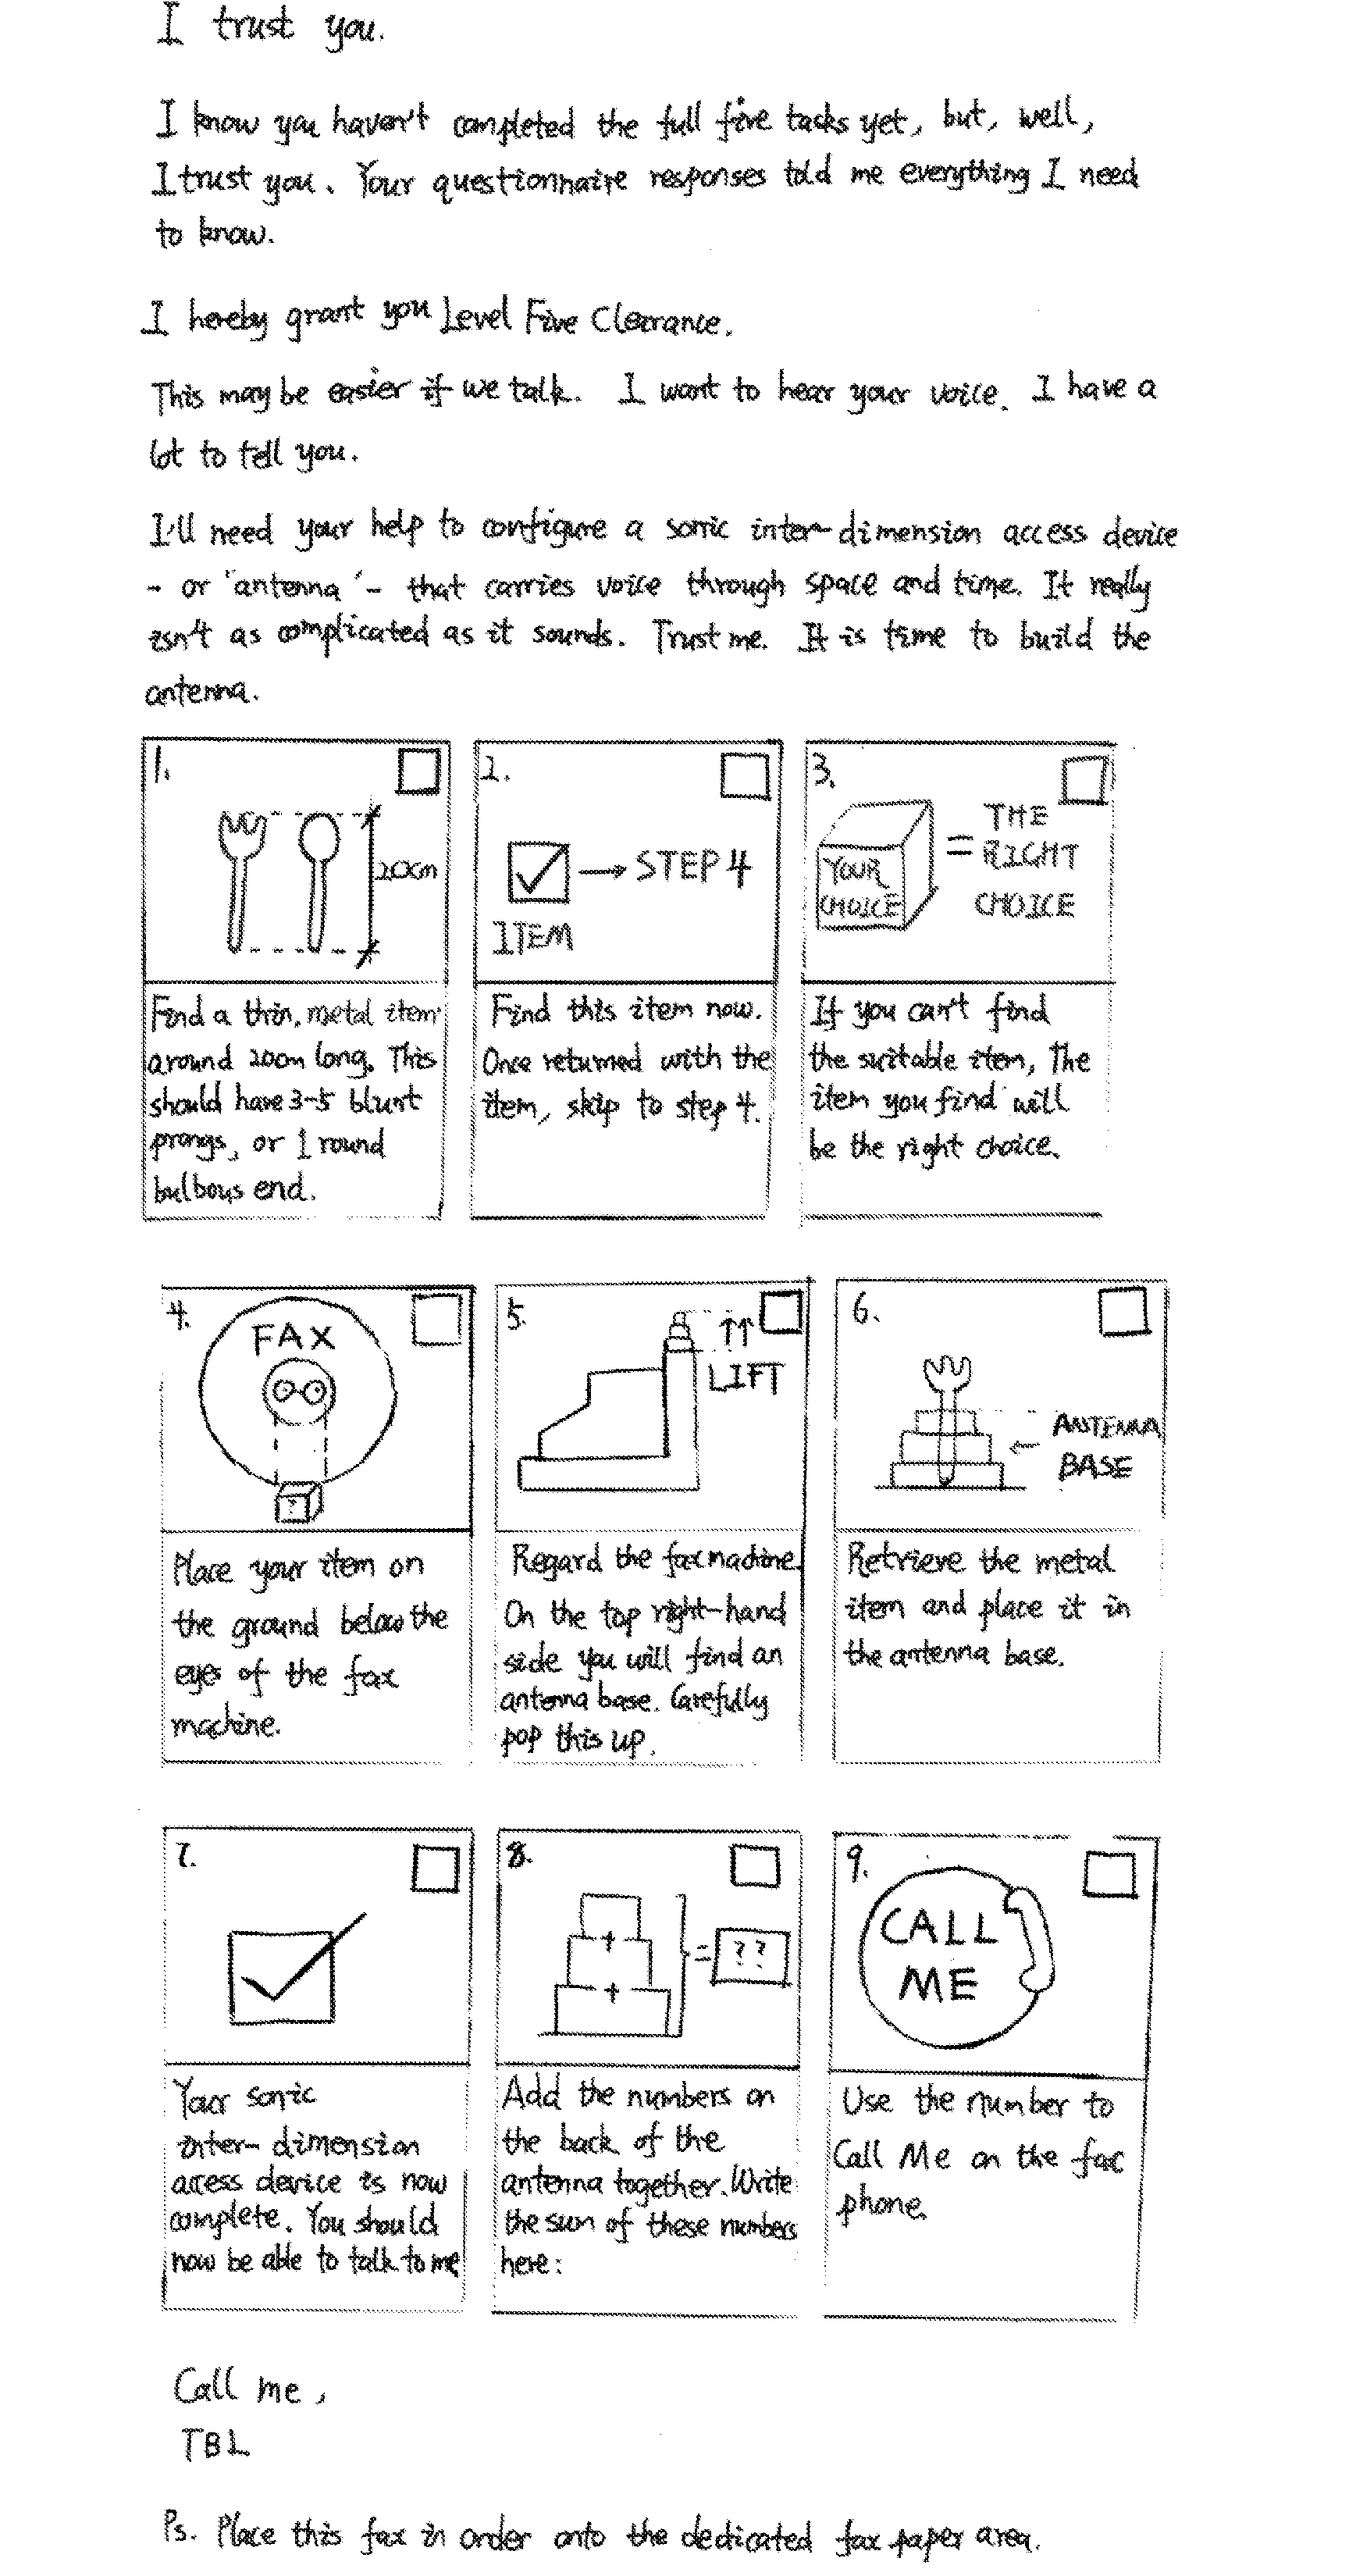 I trust you.
I know you haven't completed the full five tasks yet, but, well,
I trust you. Your questionnaire responses told me everything I need
to know.
I hereby grant you Level Five Clearance.
This may be easier if we talk. I want to hear your voice. I have a
lot to tell you.
I'll need your help to configure a sonic inter-dimension access device
- or 'antenna' - that carries voice through space and time. It really
isn't as complicated as it sounds. Trust me. It is time to build the
antenna.
1.
20cm
Find a thin, metal item
around 20cm long. This
should have 3-5 blunt
prongs, or 1 round
bulbous end.
2.
→ STEP 4
ITEM
Find this item now.
Once returned with the
item, skip to step 4.
3.
YOUR
CHOICE
=
THE
RIGHT
CHOICE
If you can't find
the suitable item, The
item you find will
be the right choice.
4.
FAX
?
Place your item on
the ground below the
eyes of the fax
machine.
5.
↑↑
LIFT
Regard the fax machine.
On the top right-hand
side you will find an
antenna base. Carefully
pop this up.
6.
← ANTENNA
BASE
Retrieve the metal
item and place it in
the antenna base.
7.
Your sonic
inter-dimension
access device is now
complete. You should
now be able to talk to me
8.
+
+
= ??
Add the numbers on
the back of the
antenna together. Write
the sum of these numbers
here:
9.
CALL
ME
Use the number to
Call Me on the fax
phone.
Call me,
TBL
Ps. Place this fax in order onto the dedicated fax paper area.